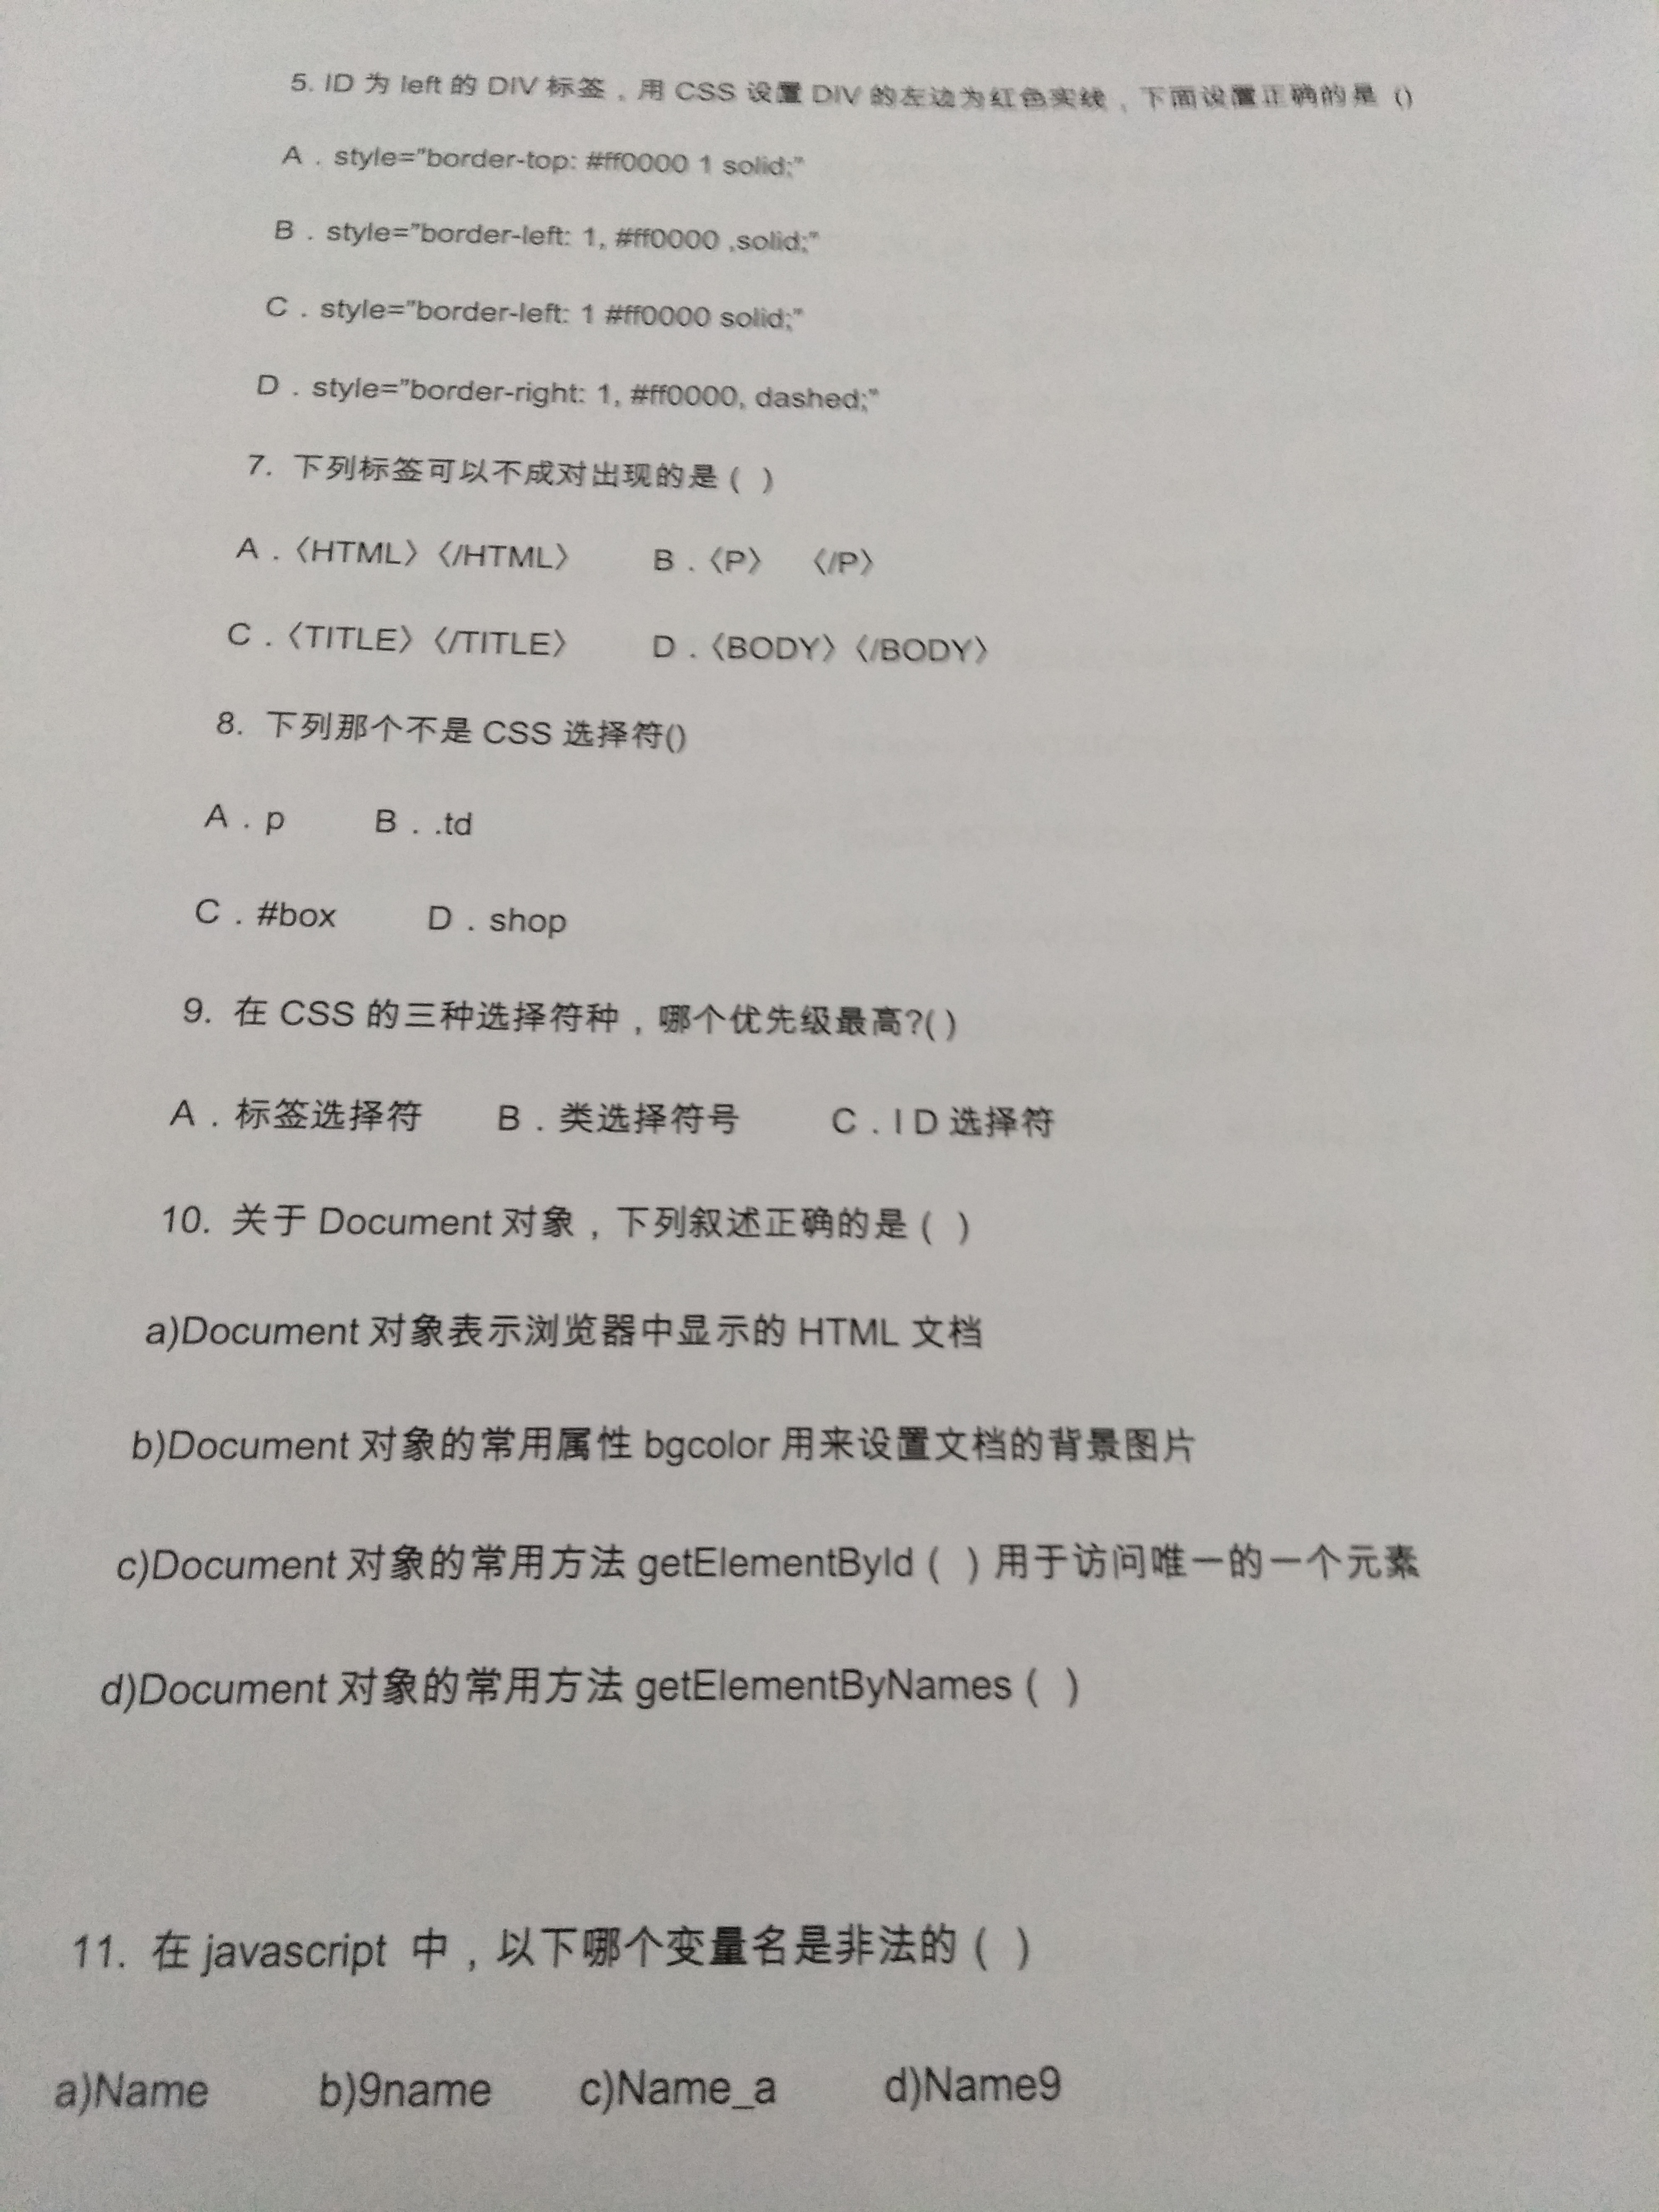 5. ID 为 left 的 DIV 标签，用 CSS 设置 DIV 的左边为红色实线，下面设置正确的是 ()
A．style="border-top: #ff0000 1 solid;"
B．style="border-left: 1, #ff0000 ,solid;"
C．style="border-left: 1 #ff0000 solid;"
D．style="border-right: 1, #ff0000, dashed;"
7. 下列标签可以不成对出现的是（ ）
A．〈HTML〉〈/HTML〉 B．〈P〉 〈/P〉
C．〈TITLE〉〈/TITLE〉 D．〈BODY〉〈/BODY〉
8. 下列那个不是 CSS 选择符()
A．p B．.td
C．#box D．shop
9. 在 CSS 的三种选择符种，哪个优先级最高?( )
A．标签选择符 B．类选择符号 C．I D 选择符
10. 关于 Document 对象，下列叙述正确的是（ ）
a)Document 对象表示浏览器中显示的 HTML 文档
b)Document 对象的常用属性 bgcolor 用来设置文档的背景图片
c)Document 对象的常用方法 getElementById（ ）用于访问唯一的一个元素
d)Document 对象的常用方法 getElementByNames（ ）
11. 在 javascript 中，以下哪个变量名是非法的（ ）
a)Name b)9name c)Name_a d)Name9